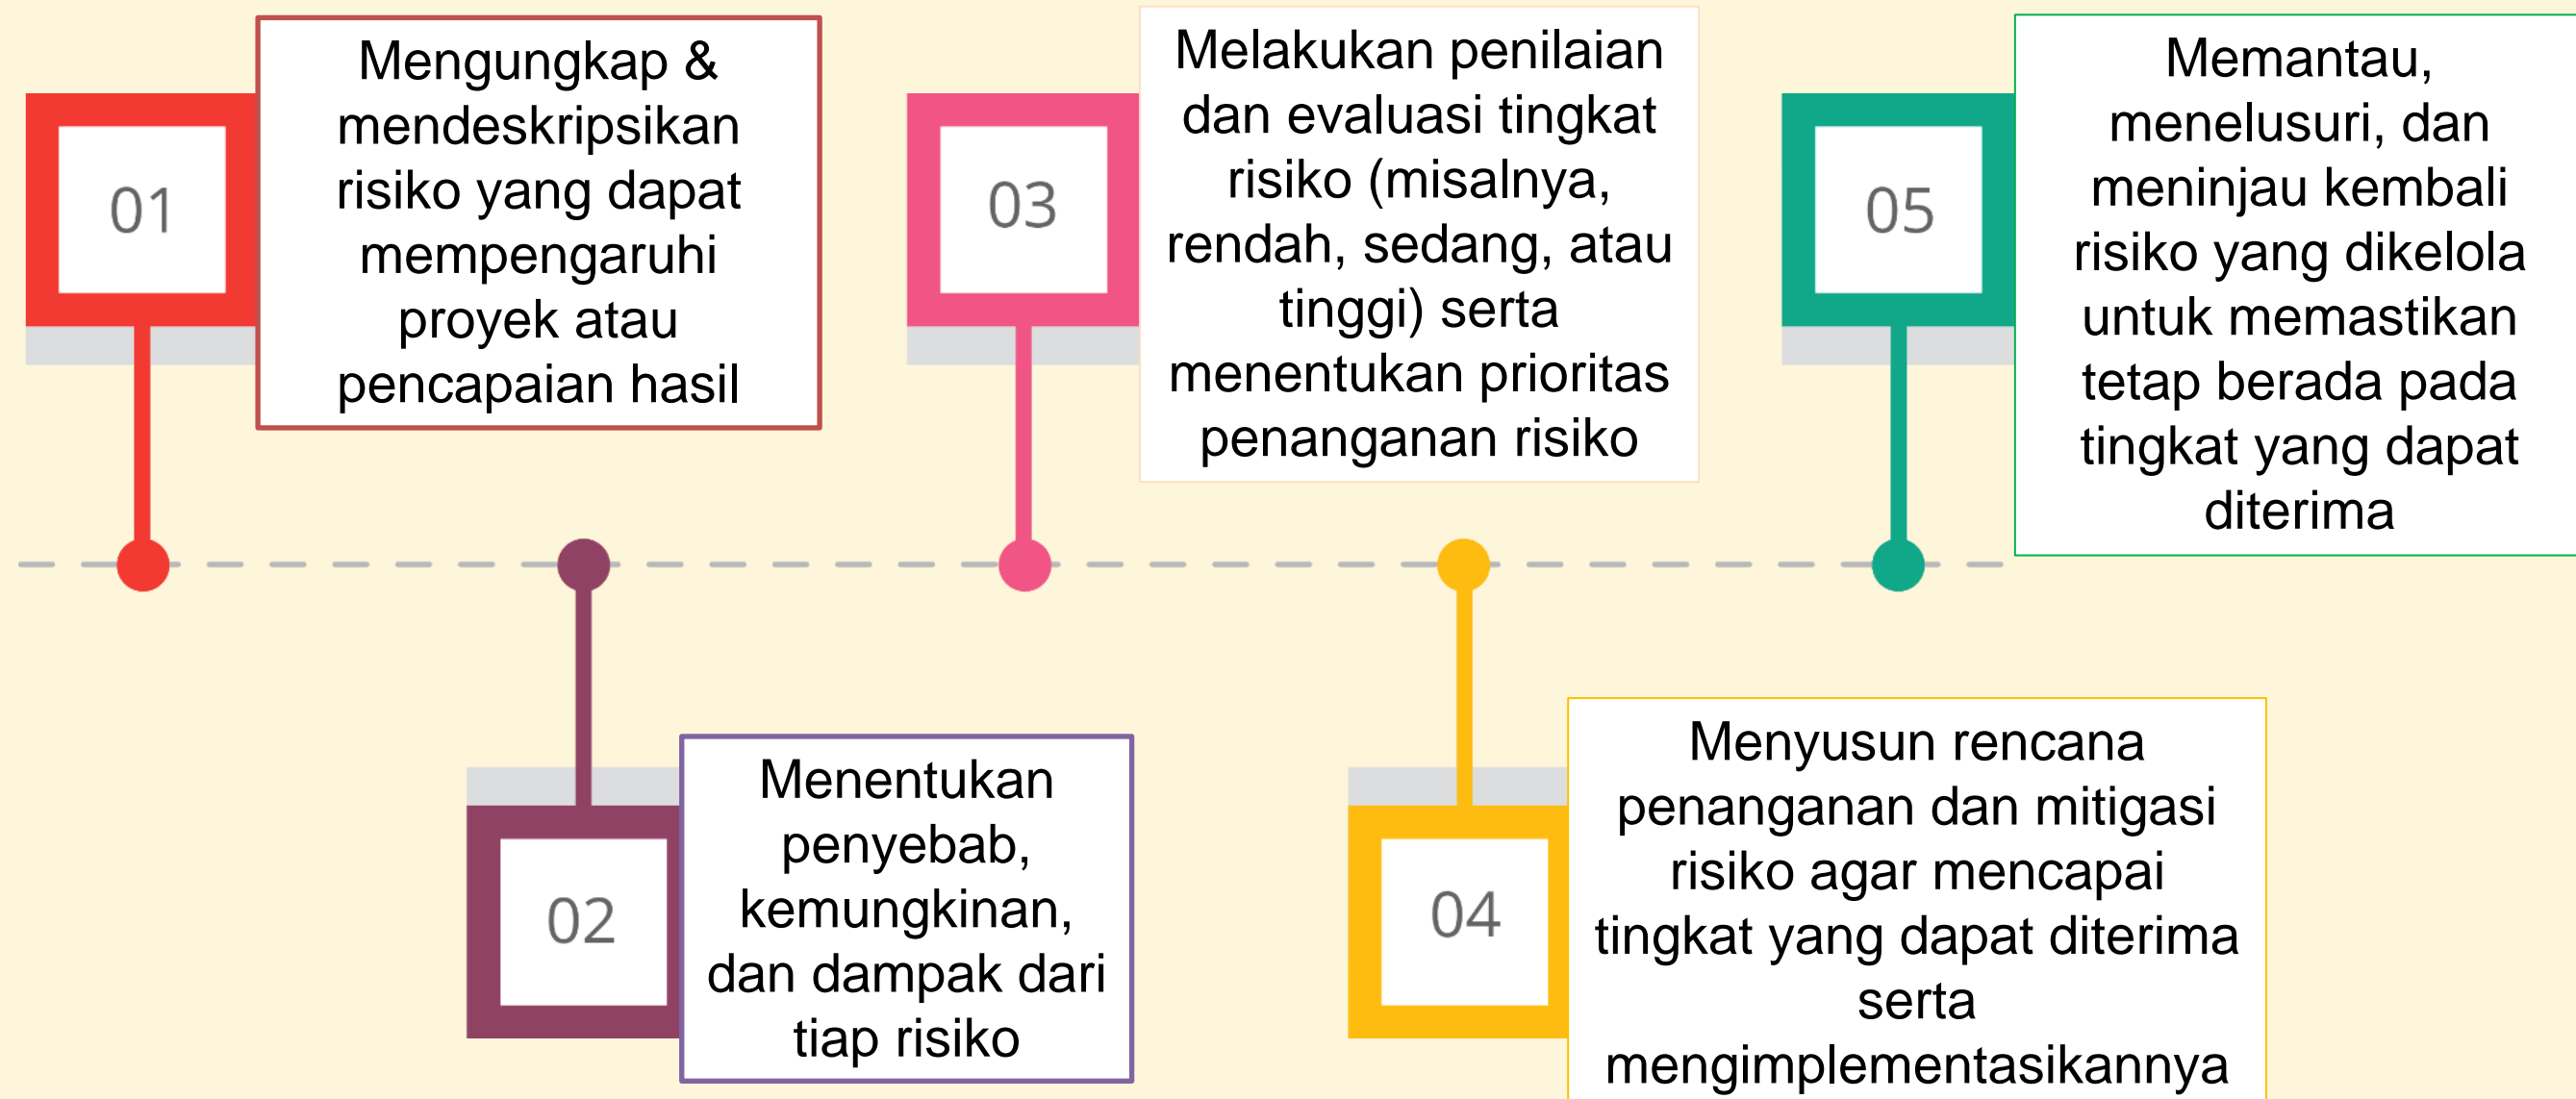 01
Mengungkap &
mendeskripsikan
risiko yang dapat
mempengaruhi
proyek atau
pencapaian hasil
02
Menentukan
penyebab,
kemungkinan,
dan dampak dari
tiap risiko
03
Melakukan penilaian
dan evaluasi tingkat
risiko (misalnya,
rendah, sedang, atau
tinggi) serta
menentukan prioritas
penanganan risiko
04
Menyusun rencana
penanganan dan mitigasi
risiko agar mencapai
tingkat yang dapat diterima
serta
mengimplementasikannya
05
Memantau,
menelusuri, dan
meninjau kembali
risiko yang dikelola
untuk memastikan
tetap berada pada
tingkat yang dapat
diterima